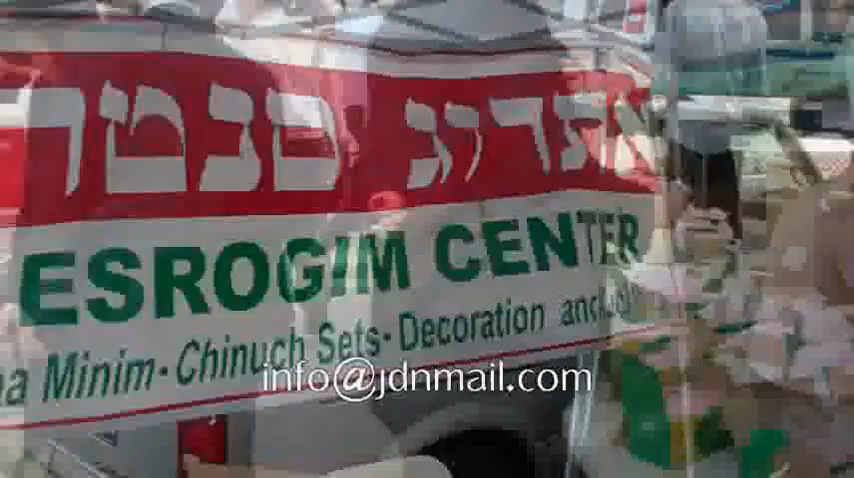 אתרוג סנטר
ESROGIM CENTER
Minim · Chinuch Sets · Decoration and
info@jdnmail.com